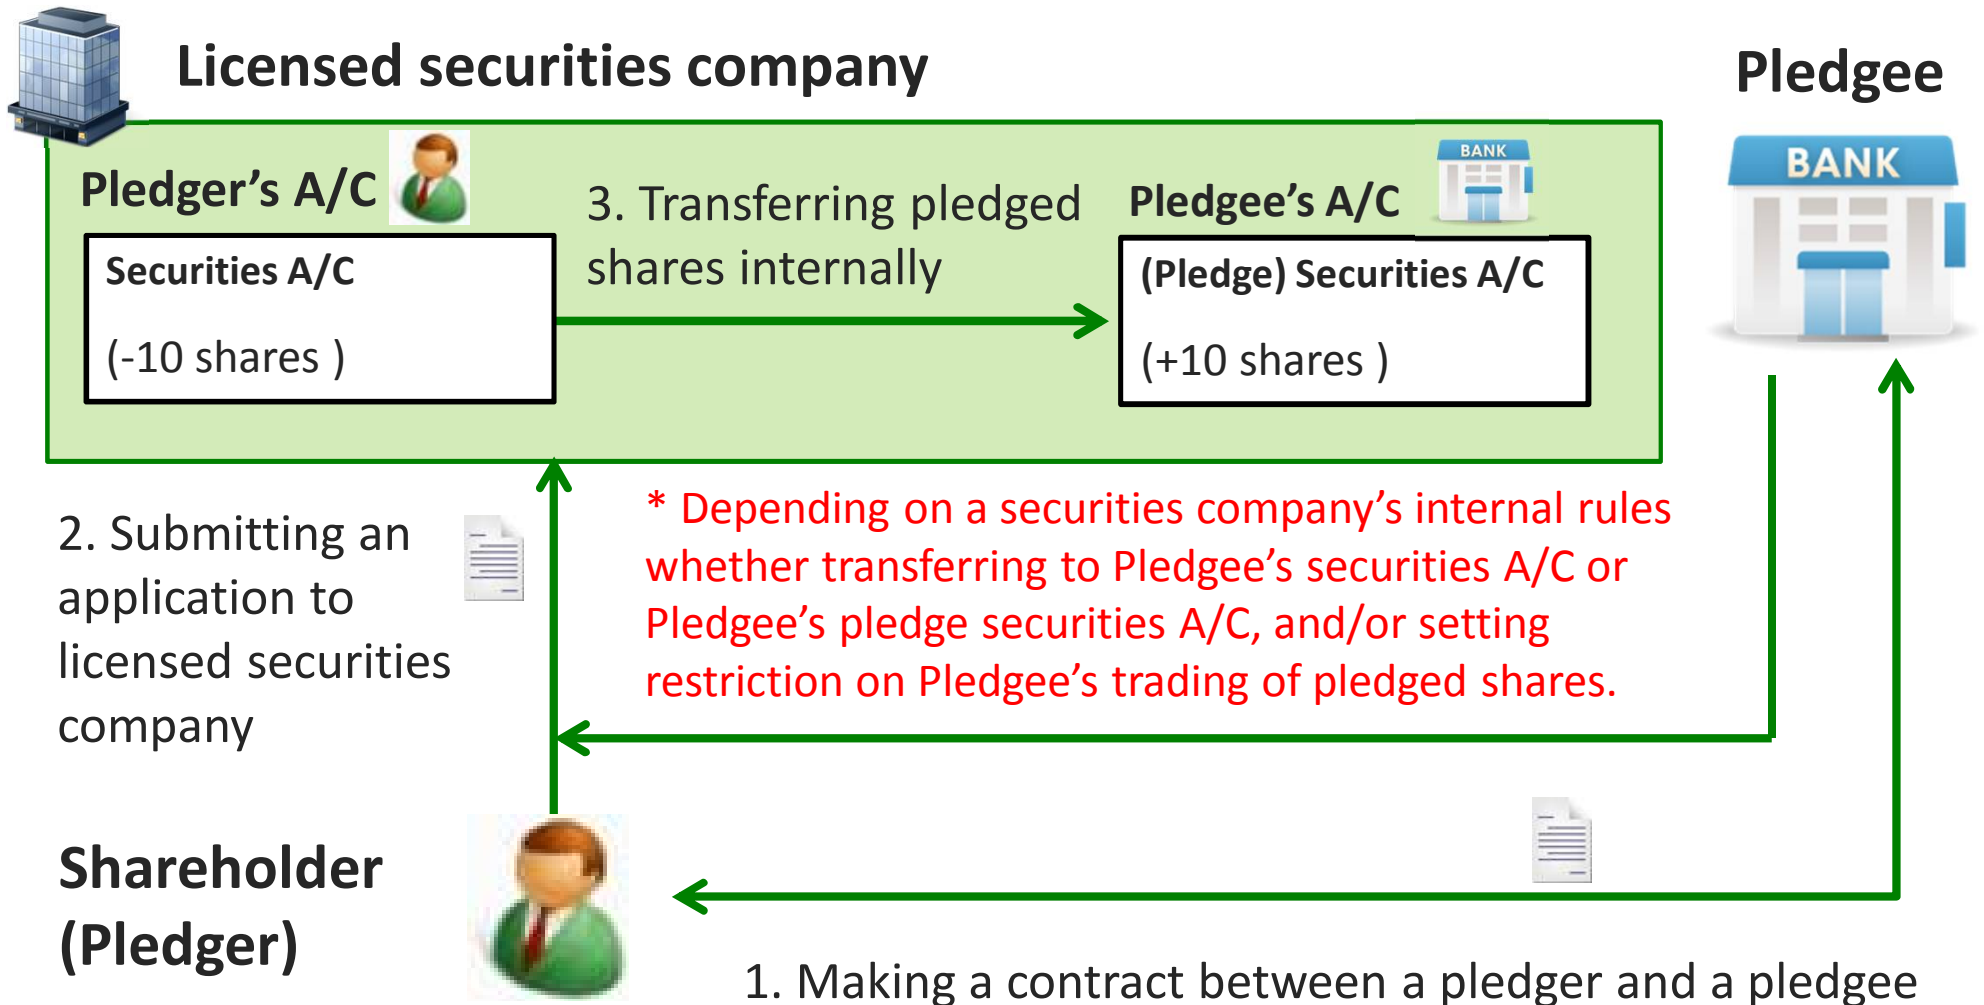 Licensed securities company
Pledgee
BANK
Pledger's A/C
3. Transferring pledged
shares internally
Pledgee's A/C
BANK
Securities A/C
(-10 shares )
(Pledge) Securities A/C
(+10 shares )
2. Submitting an
application to
licensed securities
company
* Depending on a securities company's internal rules
whether transferring to Pledgee's securities A/C or
Pledgee's pledge securities A/C, and/or setting
restriction on Pledgee's trading of pledged shares.
Shareholder
(Pledger)
1. Making a contract between a pledger and a pledgee